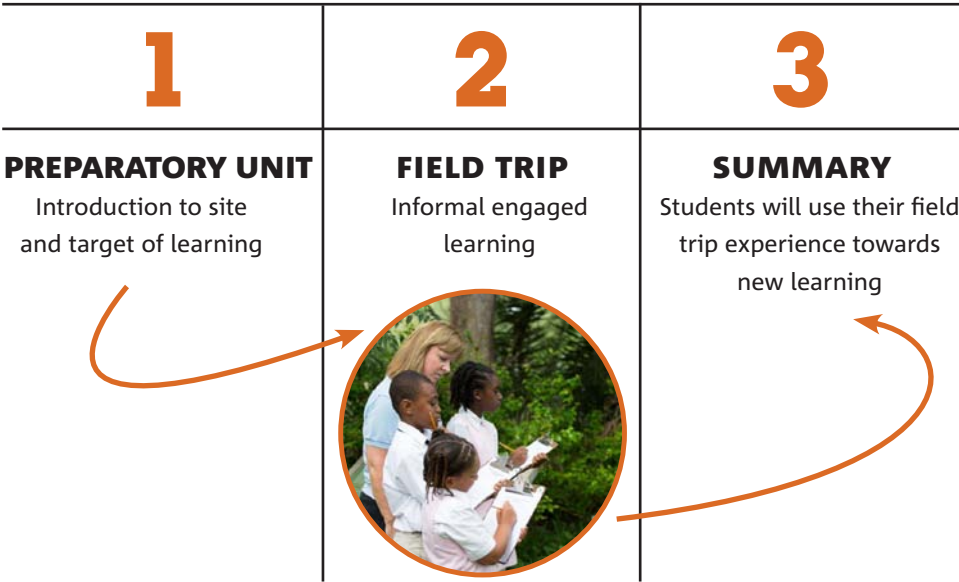 1
2
3
PREPARATORY UNIT
Introduction to site
and target of learning
FIELD TRIP
Informal engaged
learning
SUMMARY
Students will use their field
trip experience towards
new learning